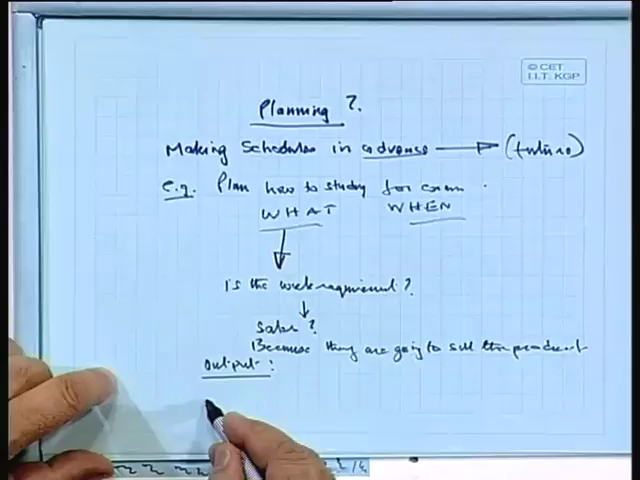 © CET
I.I.T. KGP
Planning ?
Making Schedules in advance → (future)
e.g. Plan how to study for exam.
WHAT WHEN
Is the work requirement ?
Sales ?
Because they are going to sell the product
output :